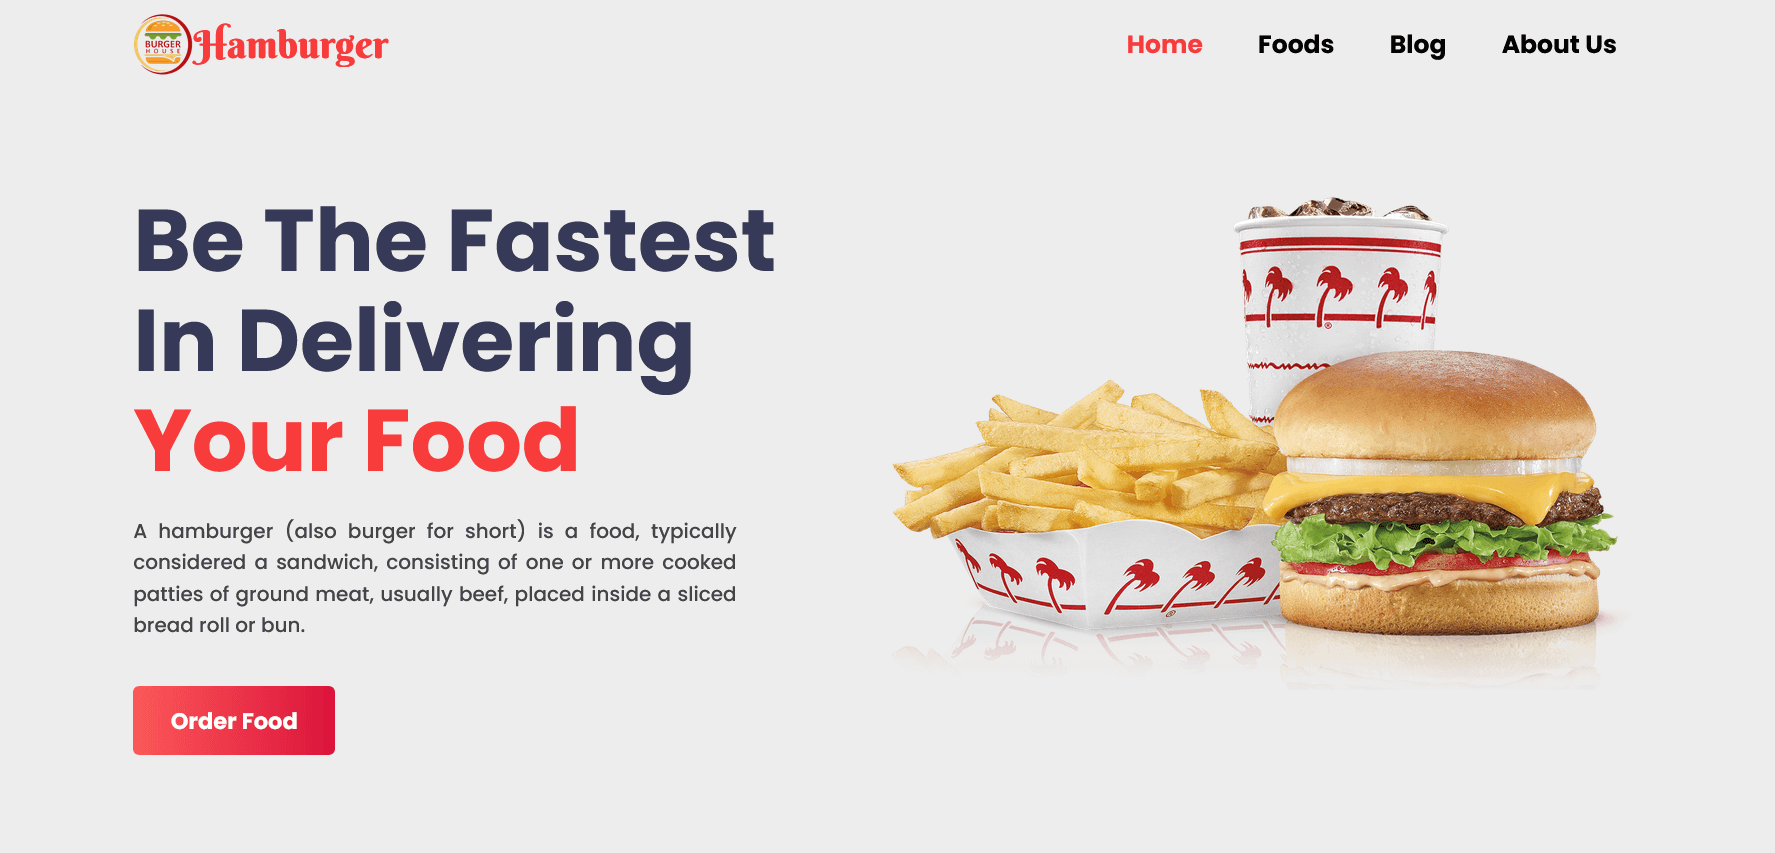 BURGER
HOUSE
Hamburger
Home Foods Blog About Us
Be The Fastest
In Delivering
Your Food
A hamburger (also burger for short) is a food, typically
considered a sandwich, consisting of one or more cooked
patties of ground meat, usually beef, placed inside a sliced
bread roll or bun.
Order Food